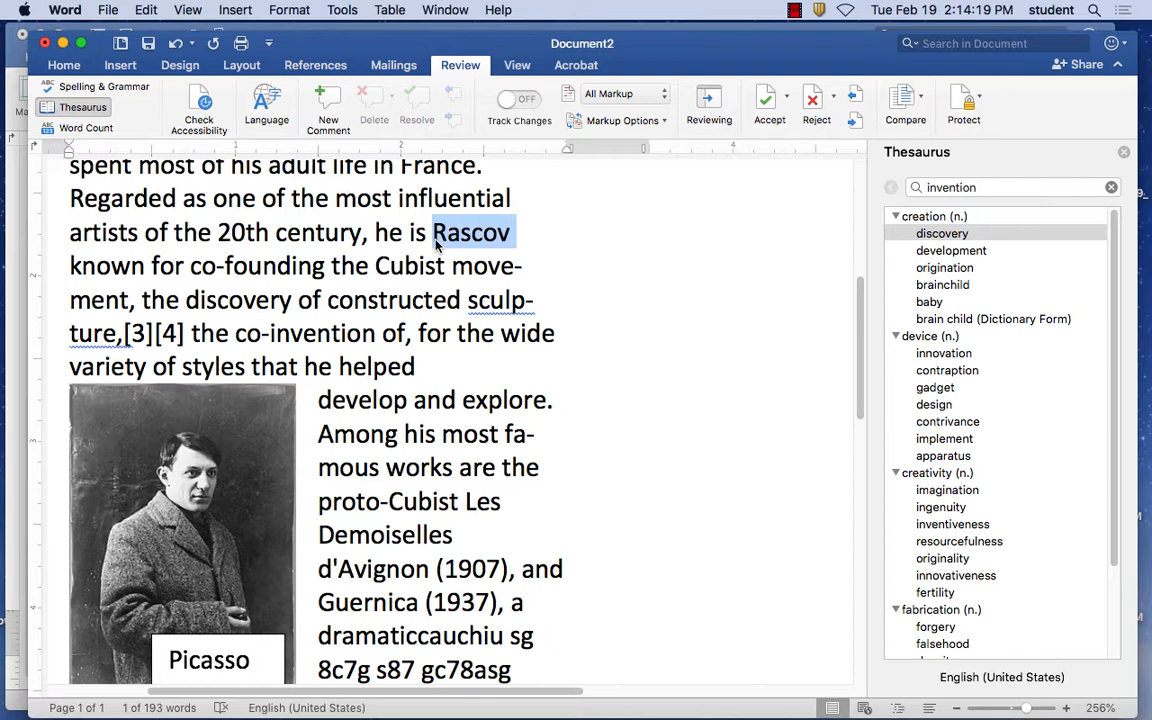 Word File Edit View Insert Format Tools Table Window Help Tue Feb 19 2:14:19 PM student
Document2
Search in Document
Home Insert Design Layout References Mailings Review View Acrobat Share
ABC Spelling & Grammar
Thesaurus
ABC 123 Word Count
Check Accessibility
Language
New Comment
Delete
Resolve
OFF
Track Changes
All Markup
Markup Options
Reviewing
Accept
Reject
Compare
Protect
1 2 4
spent most of his adult life in France.
Regarded as one of the most influential
artists of the 20th century, he is Rascov
known for co-founding the Cubist move-
ment, the discovery of constructed sculp-
ture,[3][4] the co-invention of, for the wide
variety of styles that he helped
develop and explore.
Among his most fa-
mous works are the
proto-Cubist Les
Demoiselles
d'Avignon (1907), and
Guernica (1937), a
dramaticcauchiu sg
8c7g s87 gc78asg
Picasso
Thesaurus
invention
creation (n.)
discovery
development
origination
brainchild
baby
brain child (Dictionary Form)
device (n.)
innovation
contraption
gadget
design
contrivance
implement
apparatus
creativity (n.)
imagination
ingenuity
inventiveness
resourcefulness
originality
innovativeness
fertility
fabrication (n.)
forgery
falsehood
English (United States)
Page 1 of 1 1 of 193 words English (United States) 256%